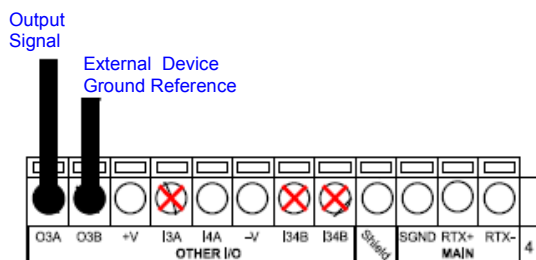 Output
Signal
External Device
Ground Reference
O3A O3B +V I3A I4A –V I34B I34B Shield SGND RTX+ RTX– 4
OTHER I/O MAIN